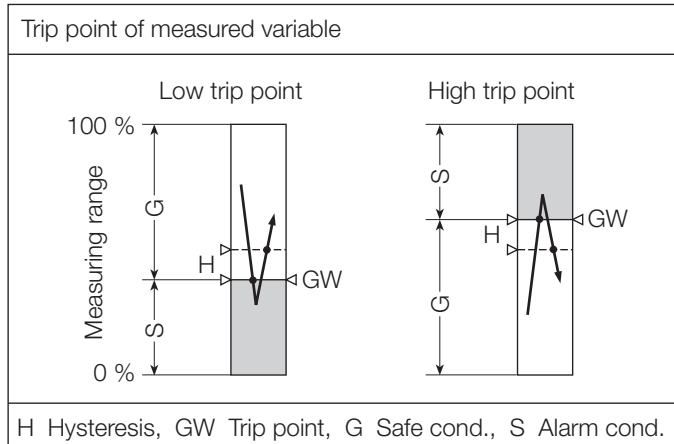 Trip point of measured variable
Low trip point
High trip point
100 %
Measuring range
0 %
G
S
H
GW
S
G
H
GW
H Hysteresis, GW Trip point, G Safe cond., S Alarm cond.